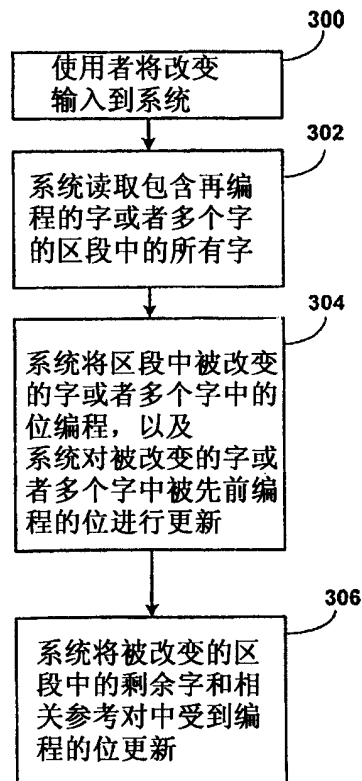 300
使用者将改变
输入到系统
302
系统读取包含再编
程的字或者多个字
的区段中的所有字
304
系统将区段中被改变
的字或者多个字中的
位编程，以及
系统对被改变的字或
者多个字中被先前编
程的位进行更新
306
系统将被改变的区
段中的剩余字和相
关参考对中受到编
程的位更新